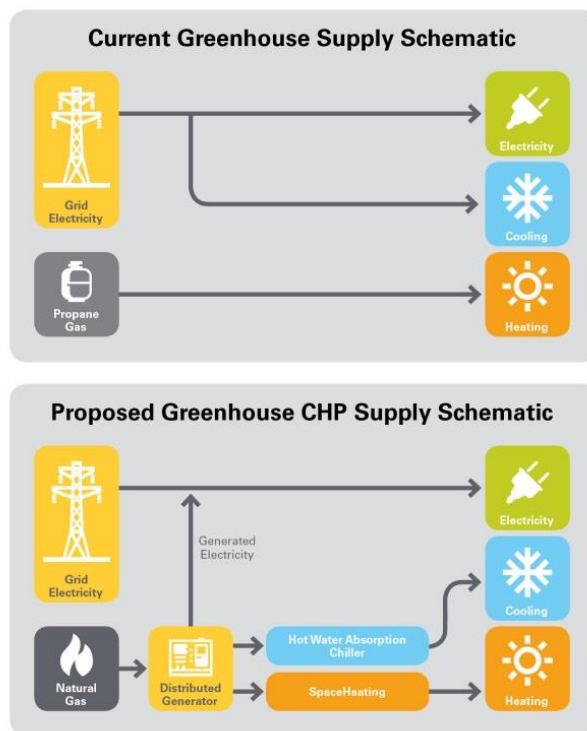 Current Greenhouse Supply Schematic
Grid
Electricity
Electricity
Cooling
Propane
Gas
Heating
Proposed Greenhouse CHP Supply Schematic
Grid
Electricity
Electricity
Generated
Electricity
Cooling
Hot Water Absorption
Chiller
Natural
Gas
Distributed
Generator
SpaceHeating
Heating